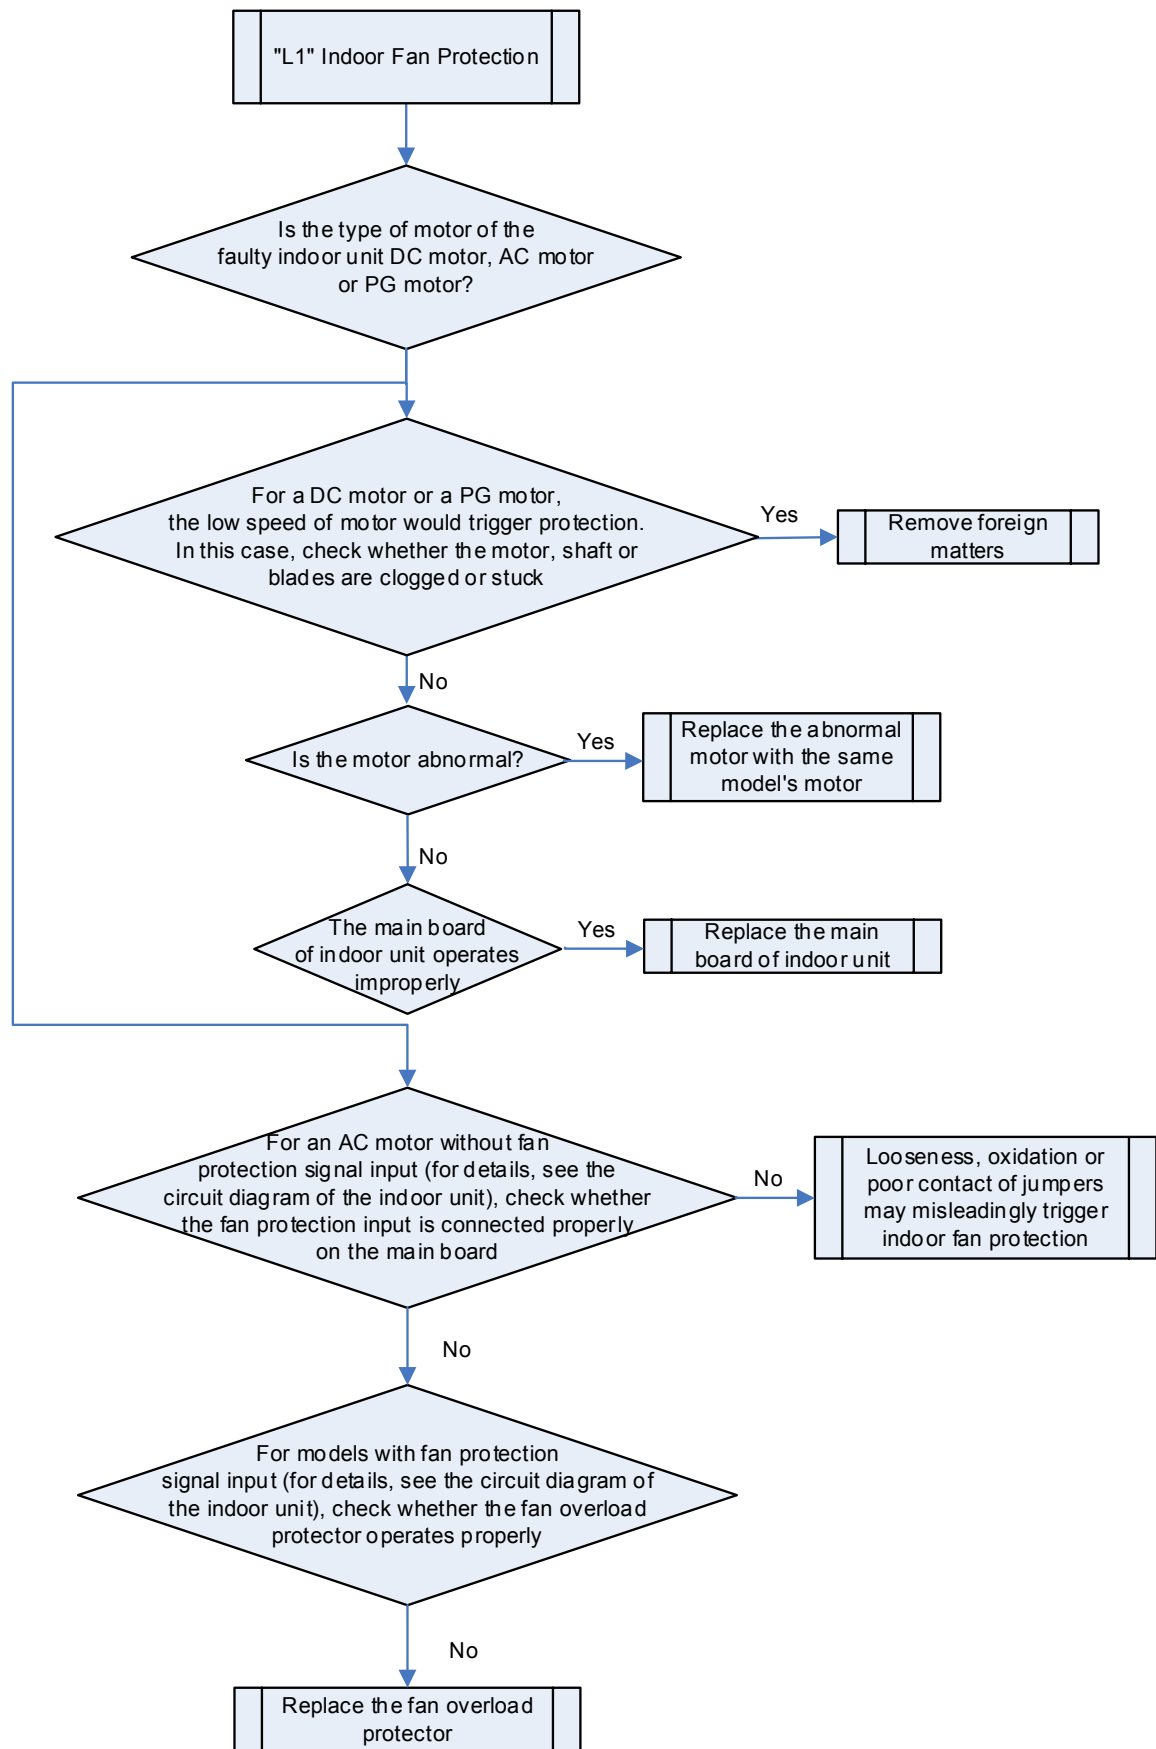 "L1" Indoor Fan Protection
Is the type of motor of the
faulty indoor unit DC motor, AC motor
or PG motor?
For a DC motor or a PG motor,
the low speed of motor would trigger protection.
In this case, check whether the motor, shaft or
blades are clogged or stuck
Yes
Remove foreign
matters
No
Is the motor abnormal?
Yes
Replace the abnormal
motor with the same
model's motor
No
The main board
of indoor unit operates
improperly
Yes
Replace the main
board of indoor unit
For an AC motor without fan
protection signal input (for details, see the
circuit diagram of the indoor unit), check whether
the fan protection input is connected properly
on the main board
No
Looseness, oxidation or
poor contact of jumpers
may misleadingly trigger
indoor fan protection
No
For models with fan protection
signal input (for details, see the circuit diagram of
the indoor unit), check whether the fan overload
protector operates properly
No
Replace the fan overload
protector